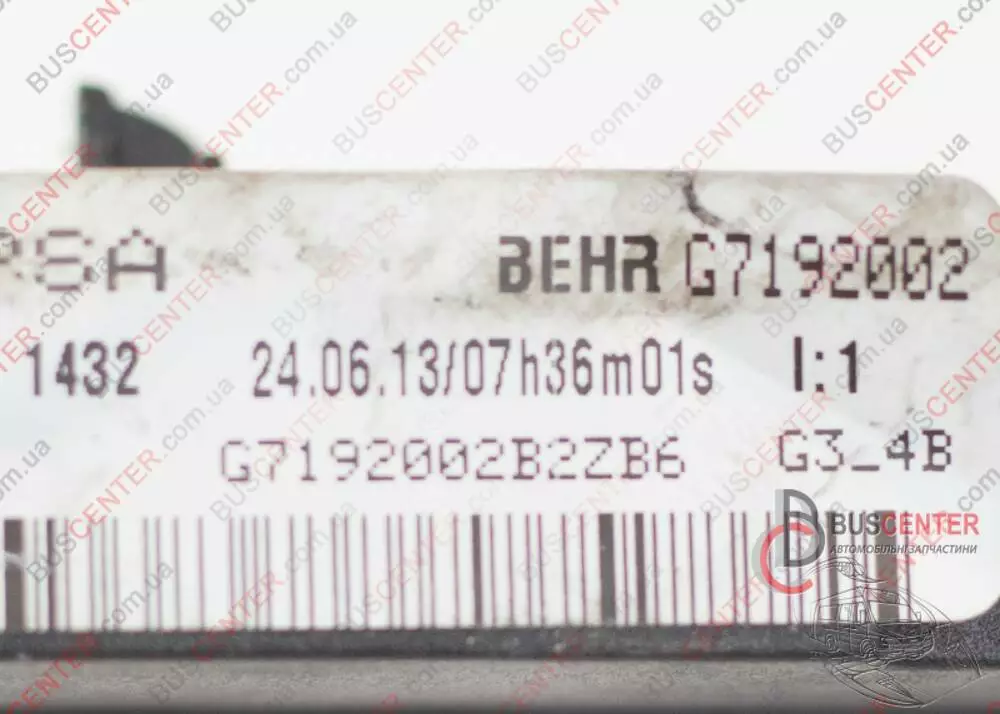 PSA BEHR G7192002
1432 24.06.13/07h36m01s I:1
G7192002B2ZB6 G3_4B
BUSCENTER
АВТОМОБІЛЬНІ ЗАПЧАСТИНИ
BUSCENTER.com.ua